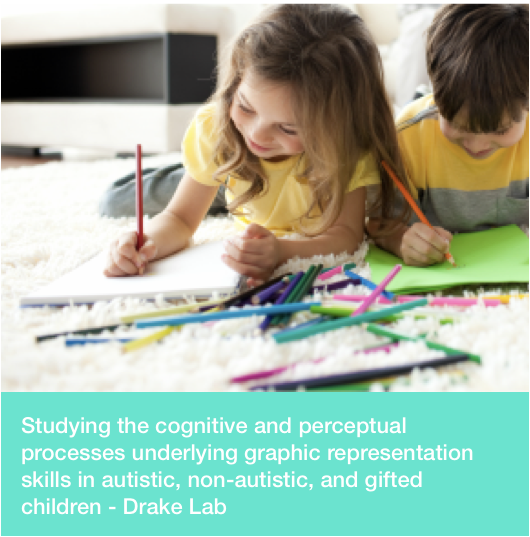 Studying the cognitive and perceptual
processes underlying graphic representation
skills in autistic, non-autistic, and gifted
children - Drake Lab